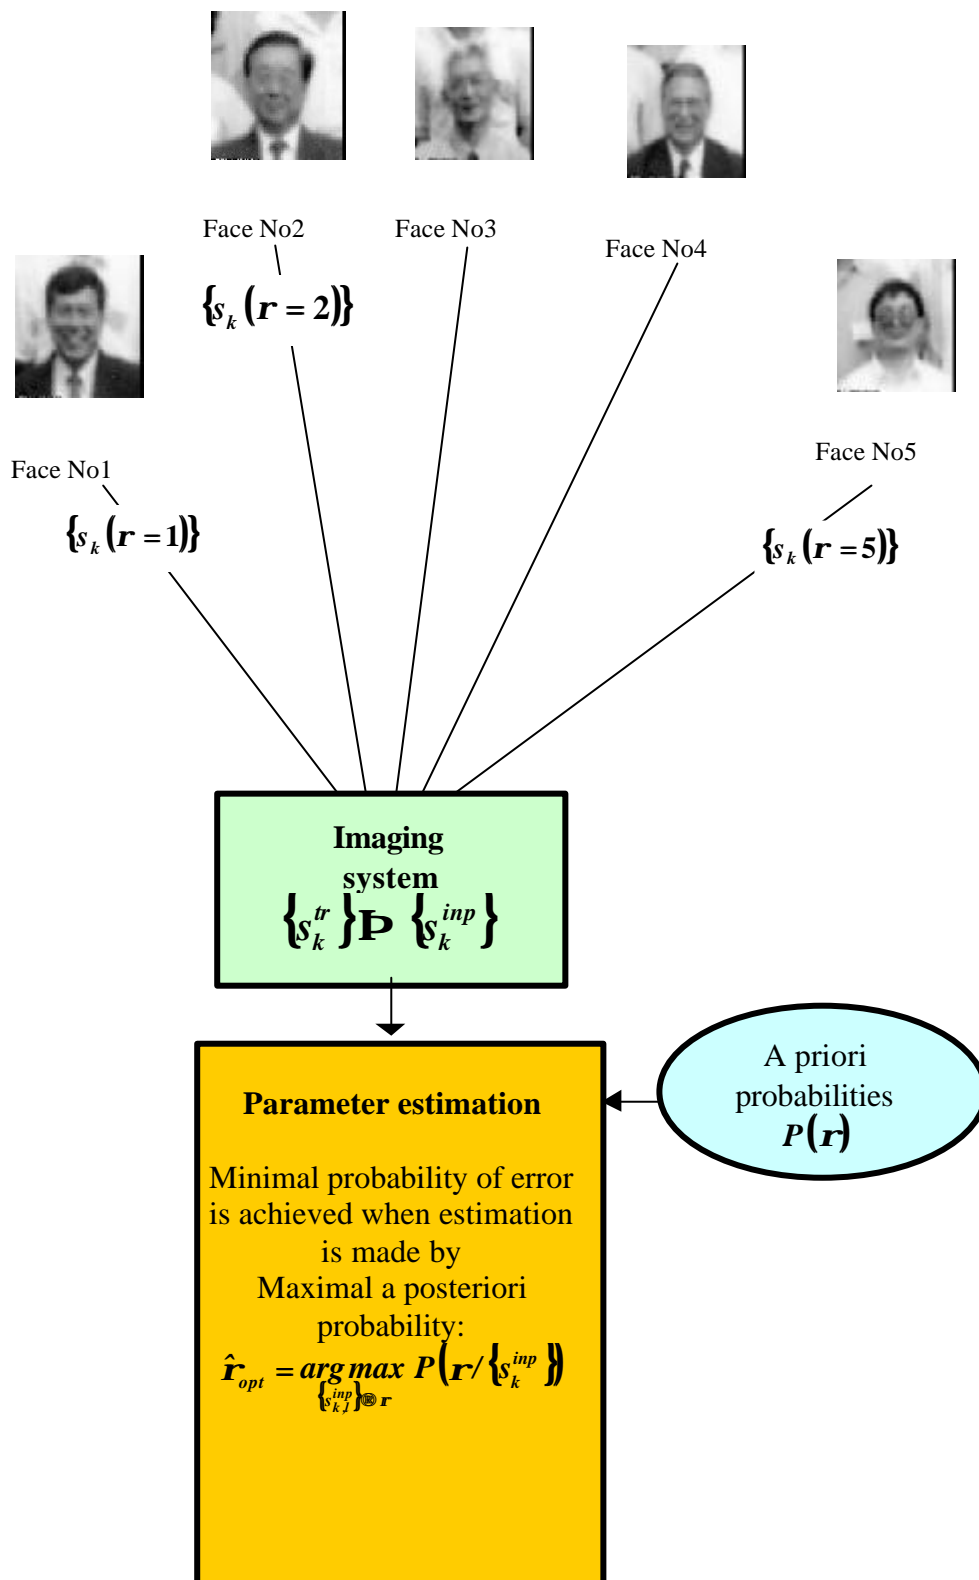 Face No2
Face No3
Face No4
{s_k(r = 2)}
Face No1
Face No5
{s_k(r = 1)}
{s_k(r = 5)}
Imaging
system
{s_k^tr} Þ {s_k^inp}
A priori
probabilities
P(r)
Parameter estimation
Minimal probability of error
is achieved when estimation
is made by
Maximal a posteriori
probability:
r̂_opt = arg max P(r/{s_k^inp})
{s_k,l^inp}® r